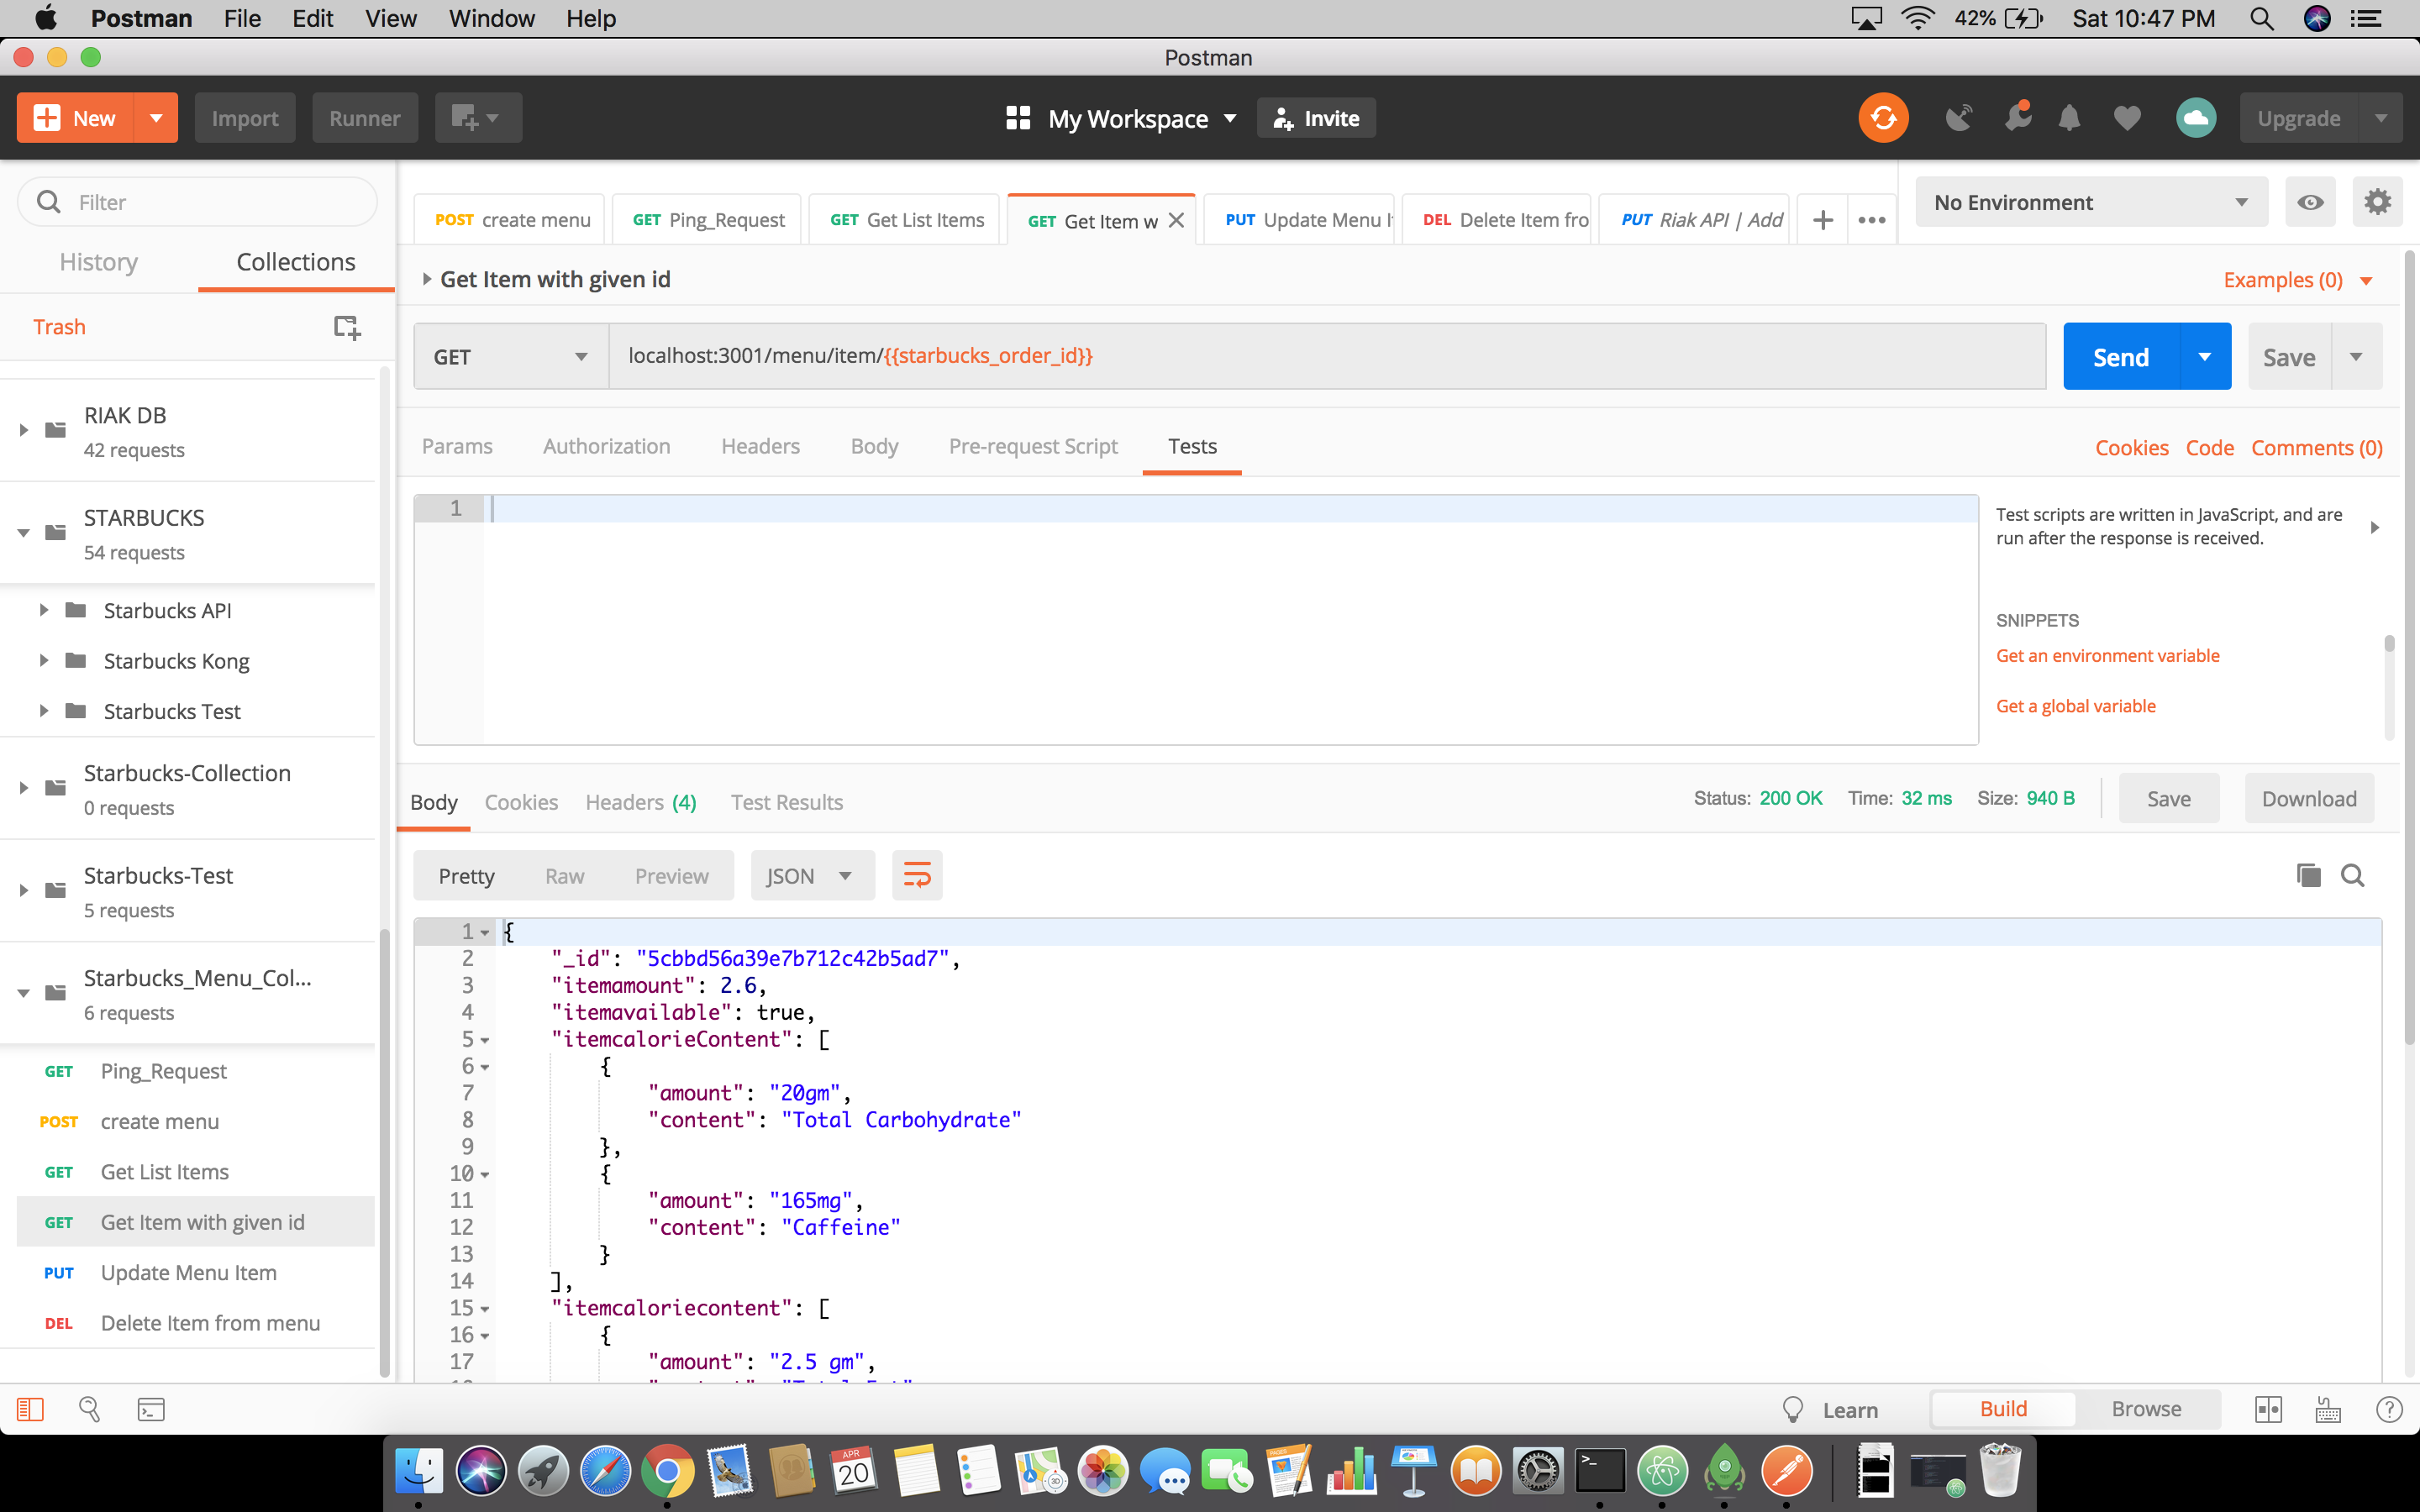 Postman File Edit View Window Help 42% Sat 10:47 PM
Postman
New Import Runner My Workspace Invite Upgrade
Filter
History Collections
Trash
RIAK DB
42 requests
STARBUCKS
54 requests
Starbucks API
Starbucks Kong
Starbucks Test
Starbucks-Collection
0 requests
Starbucks-Test
5 requests
Starbucks_Menu_Col...
6 requests
GET Ping_Request
POST create menu
GET Get List Items
GET Get Item with given id
PUT Update Menu Item
DEL Delete Item from menu
POST create menu GET Ping_Request GET Get List Items GET Get Item w PUT Update Menu I DEL Delete Item fro PUT Riak API | Add
No Environment
Get Item with given id
Examples (0)
GET localhost:3001/menu/item/{{starbucks_order_id}} Send Save
Params Authorization Headers Body Pre-request Script Tests Cookies Code Comments (0)
1
Test scripts are written in JavaScript, and are
run after the response is received.
SNIPPETS
Get an environment variable
Get a global variable
Body Cookies Headers (4) Test Results Status: 200 OK Time: 32 ms Size: 940 B Save Download
Pretty Raw Preview JSON
1 {
2 "_id": "5cbbd56a39e7b712c42b5ad7",
3 "itemamount": 2.6,
4 "itemavailable": true,
5 "itemcalorieContent": [
6 {
7 "amount": "20gm",
8 "content": "Total Carbohydrate"
9 },
10 {
11 "amount": "165mg",
12 "content": "Caffeine"
13 }
14 ],
15 "itemcaloriecontent": [
16 {
17 "amount": "2.5 gm",
Learn Build Browse
APR
20
3D
PAGES